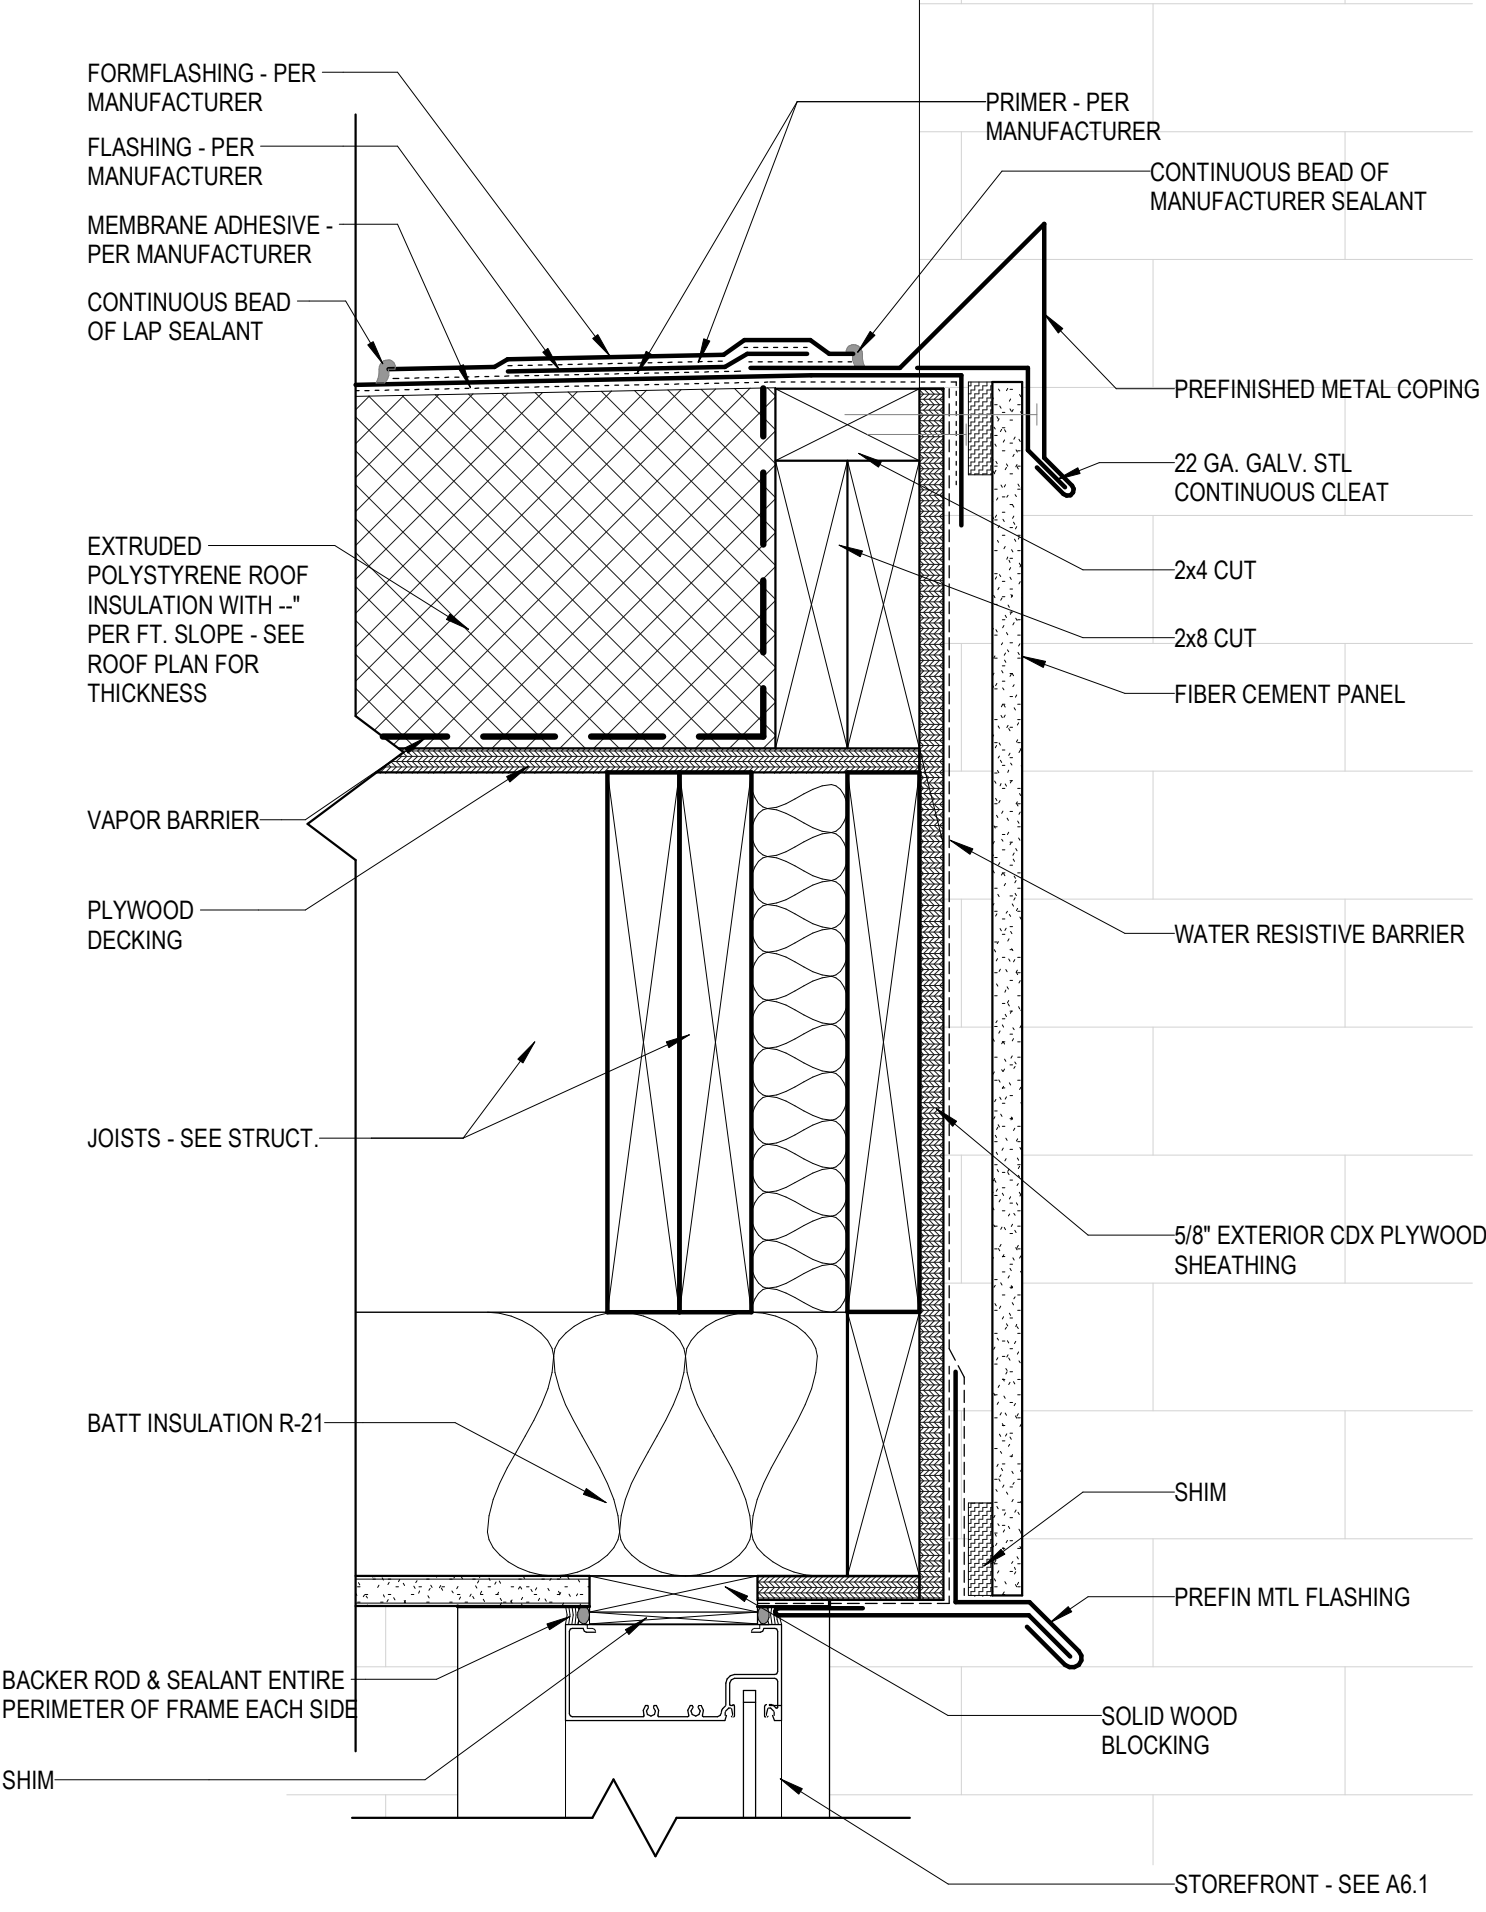 FORMFLASHING - PER
MANUFACTURER
FLASHING - PER
MANUFACTURER
MEMBRANE ADHESIVE -
PER MANUFACTURER
CONTINUOUS BEAD
OF LAP SEALANT
EXTRUDED
POLYSTYRENE ROOF
INSULATION WITH --"
PER FT. SLOPE - SEE
ROOF PLAN FOR
THICKNESS
VAPOR BARRIER
PLYWOOD
DECKING
JOISTS - SEE STRUCT.
BATT INSULATION R-21
BACKER ROD & SEALANT ENTIRE
PERIMETER OF FRAME EACH SIDE
SHIM
PRIMER - PER
MANUFACTURER
CONTINUOUS BEAD OF
MANUFACTURER SEALANT
PREFINISHED METAL COPING
22 GA. GALV. STL
CONTINUOUS CLEAT
2x4 CUT
2x8 CUT
FIBER CEMENT PANEL
WATER RESISTIVE BARRIER
5/8" EXTERIOR CDX PLYWOOD
SHEATHING
SHIM
PREFIN MTL FLASHING
SOLID WOOD
BLOCKING
STOREFRONT - SEE A6.1